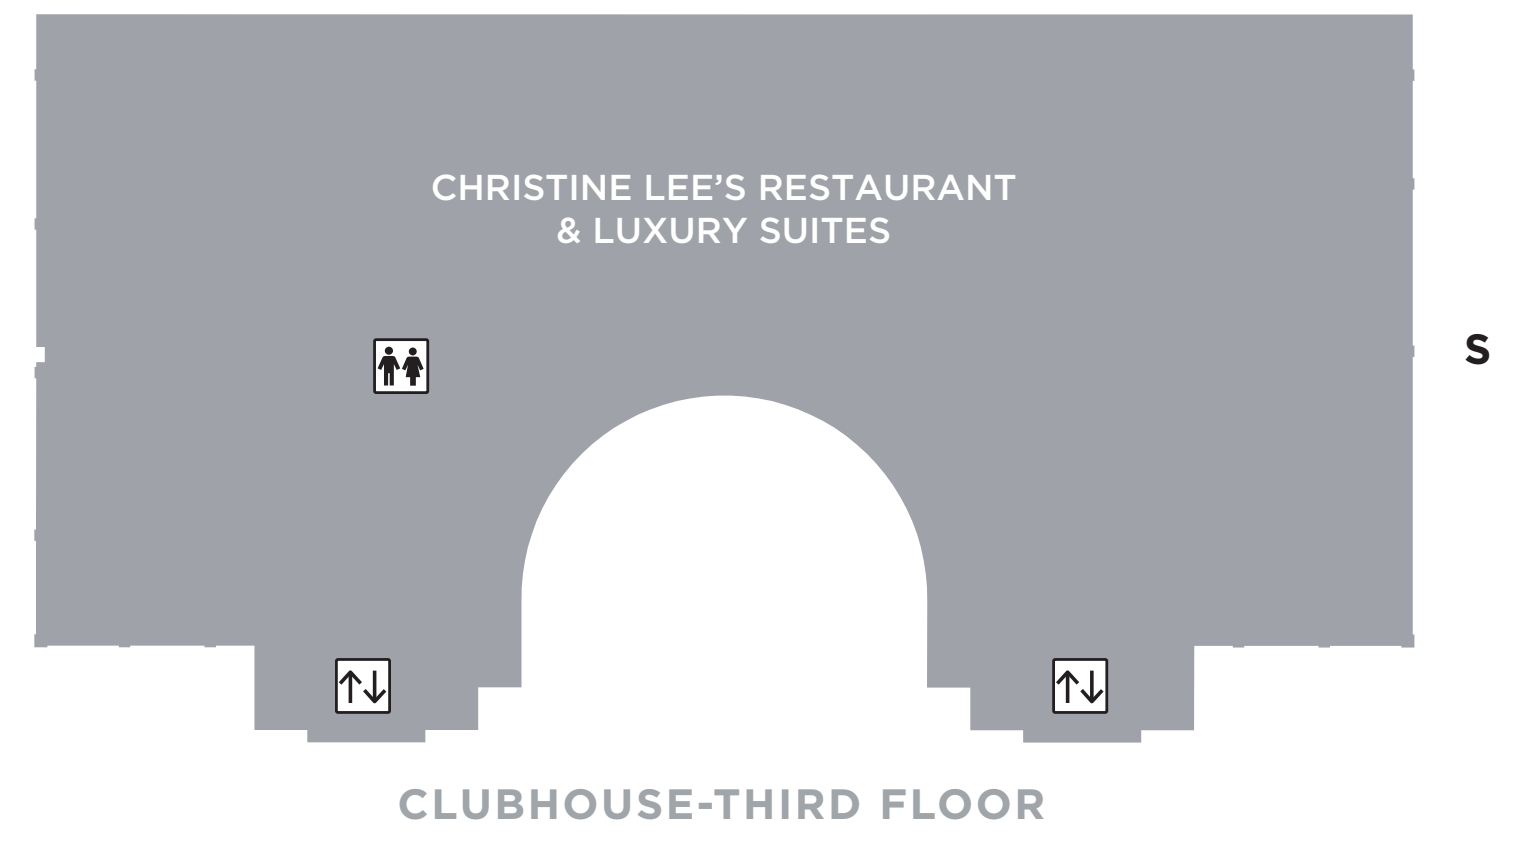 CHRISTINE LEE’S RESTAURANT
& LUXURY SUITES
S
CLUBHOUSE-THIRD FLOOR